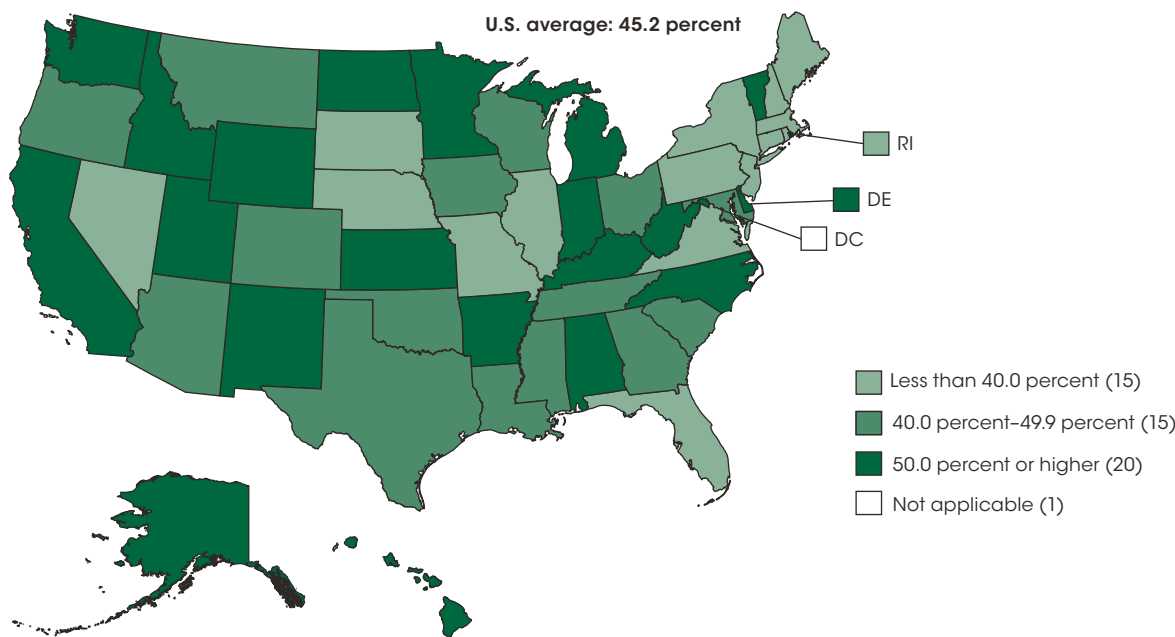 U.S. average: 45.2 percent
RI
DE
DC
Less than 40.0 percent (15)
40.0 percent–49.9 percent (15)
50.0 percent or higher (20)
Not applicable (1)